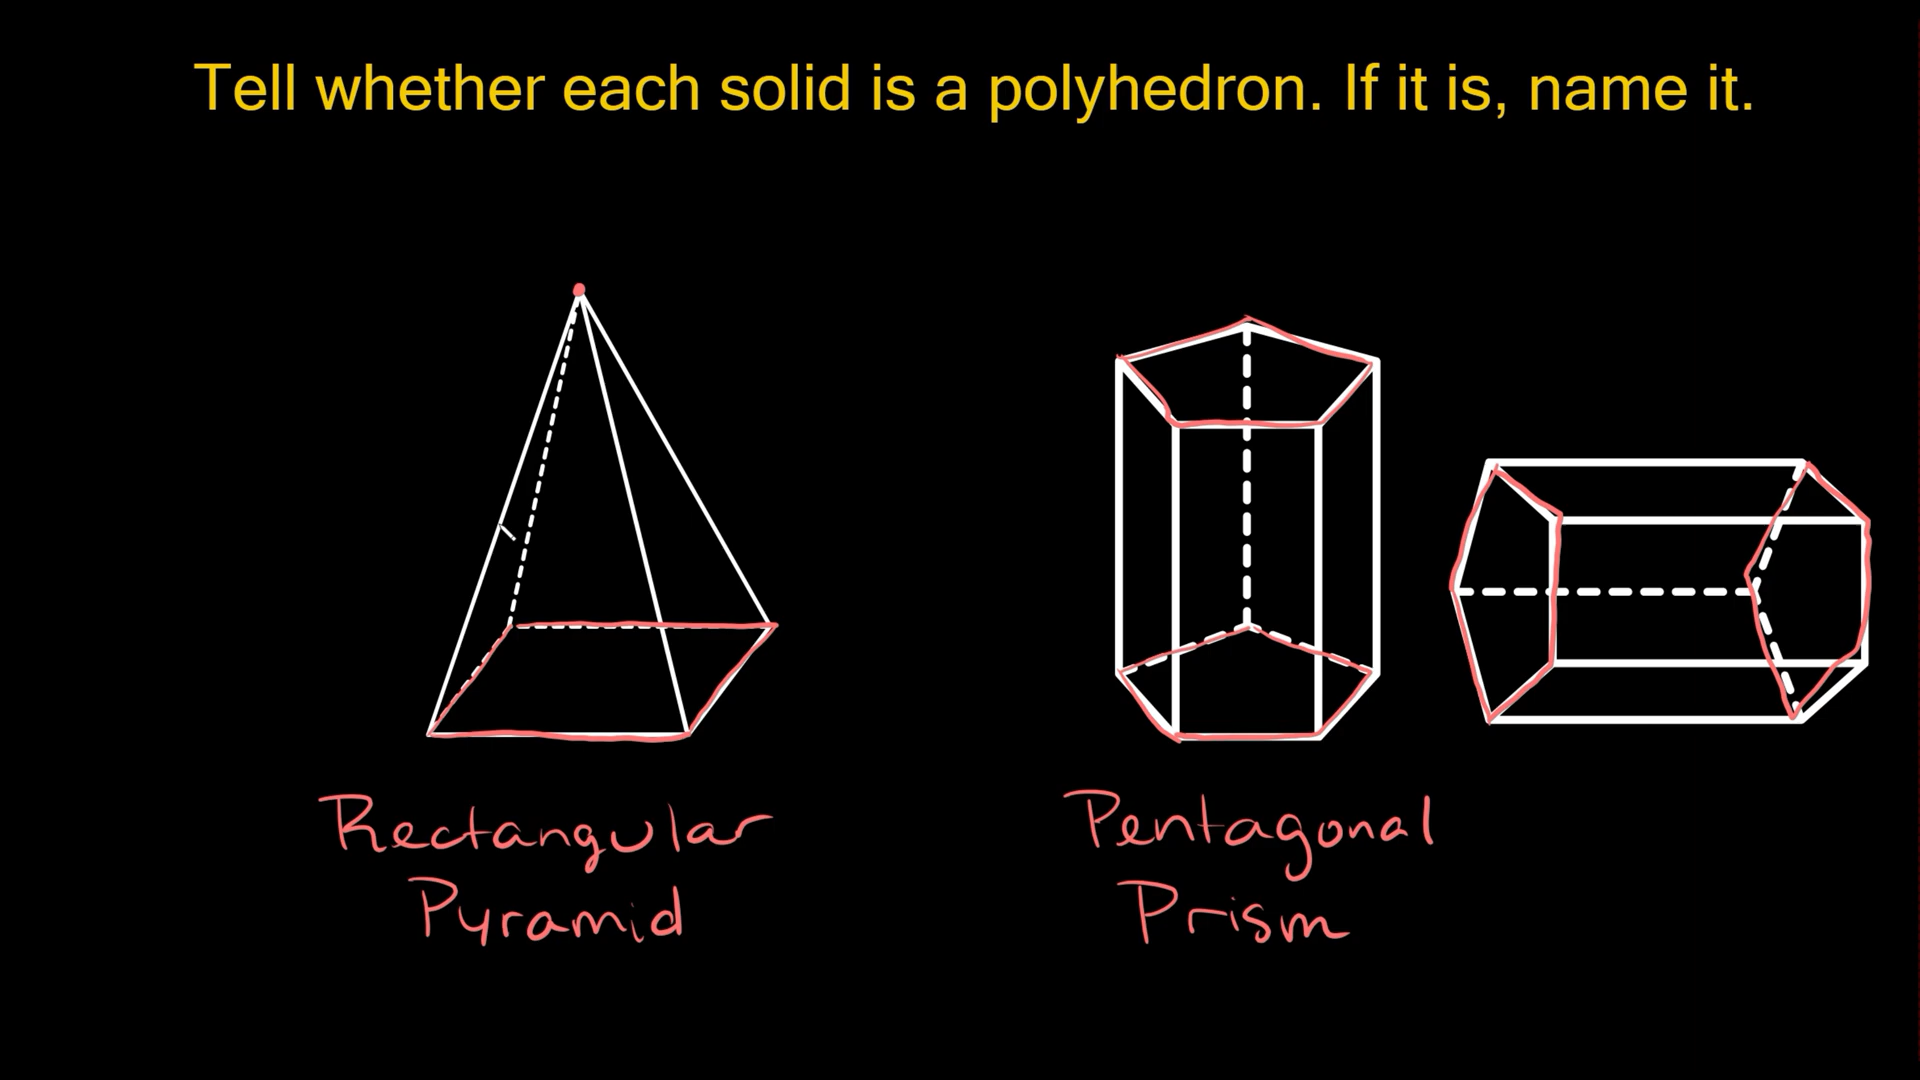 Tell whether each solid is a polyhedron. If it is, name it.
Rectangular
Pyramid
Pentagonal
Prism